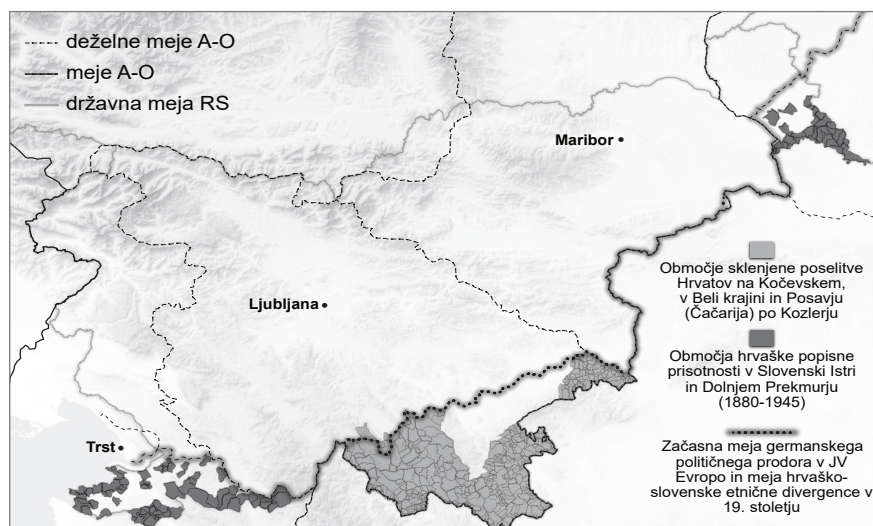 deželne meje A-O
meje A-O
državna meja RS
Maribor
Ljubljana
Trst
Območje sklenjene poselitve
Hrvatov na Kočevskem,
v Beli krajini in Posavju
(Čačarija) po Kozlerju
Območja hrvaške popisne
prisotnosti v Slovenski Istri
in Dolnjem Prekmurju
(1880-1945)
Začasna meja germanskega
političnega prodora v JV
Evropo in meja hrvaško-
slovenske etnične divergence v
19. stoletju